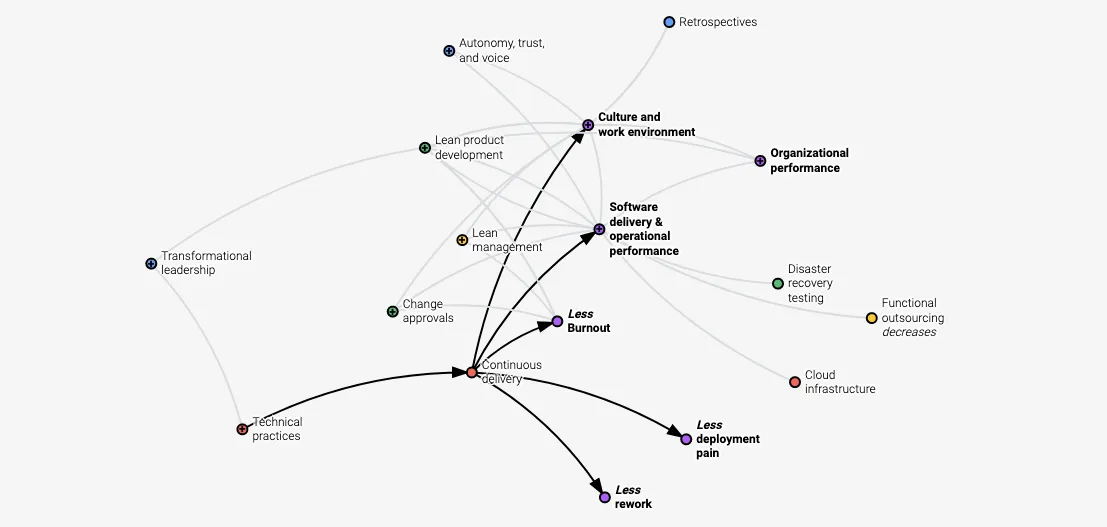 Retrospectives
Autonomy, trust,
and voice
Culture and
work environment
Lean product
development
Organizational
performance
Software
delivery &
operational
performance
Lean
management
Transformational
leadership
Disaster
recovery
testing
Functional
outsourcing
decreases
Change
approvals
Less
Burnout
Continuous
delivery
Cloud
infrastructure
Technical
practices
Less
deployment
pain
Less
rework